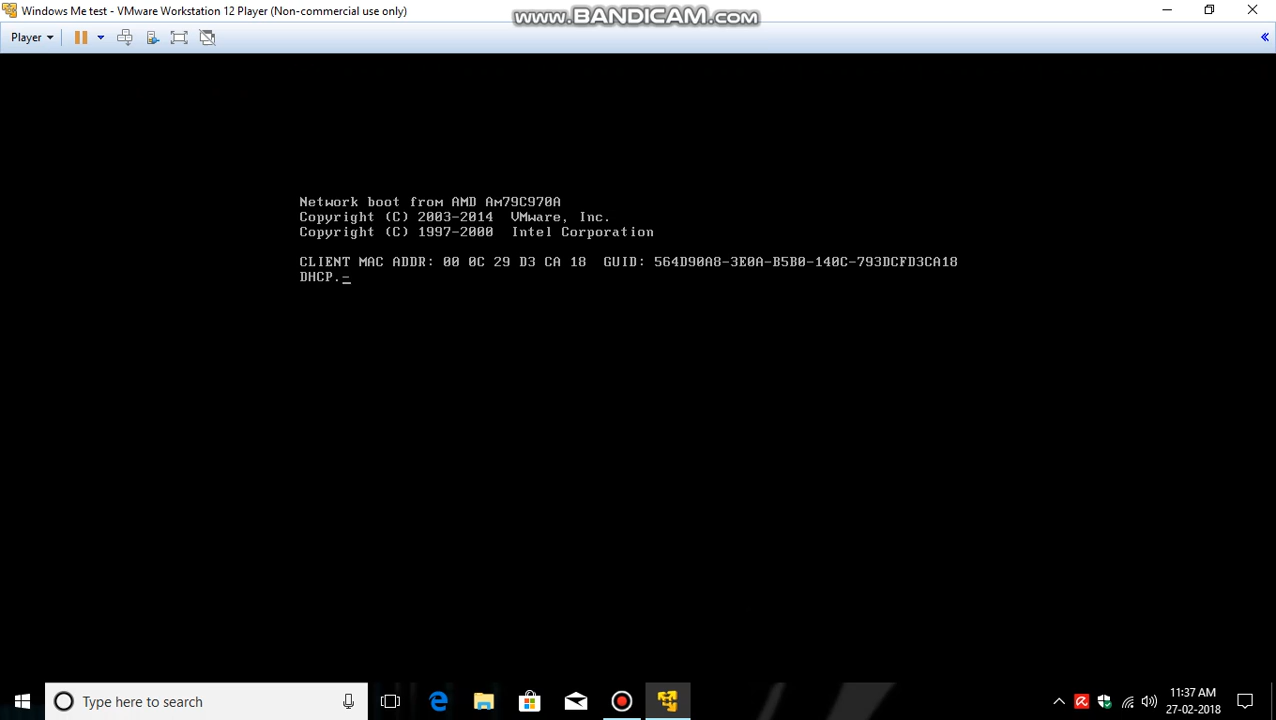 Windows Me test - VMware Workstation 12 Player (Non-commercial use only)
www.BANDICAM.com
Player
Network boot from AMD Am79C970A
Copyright (C) 2003-2014 VMware, Inc.
Copyright (C) 1997-2000 Intel Corporation
CLIENT MAC ADDR: 00 0C 29 D3 CA 18 GUID: 564D90A8-3E0A-B5B0-140C-793DCFD3CA18
DHCP.-
Type here to search
11:37 AM
27-02-2018